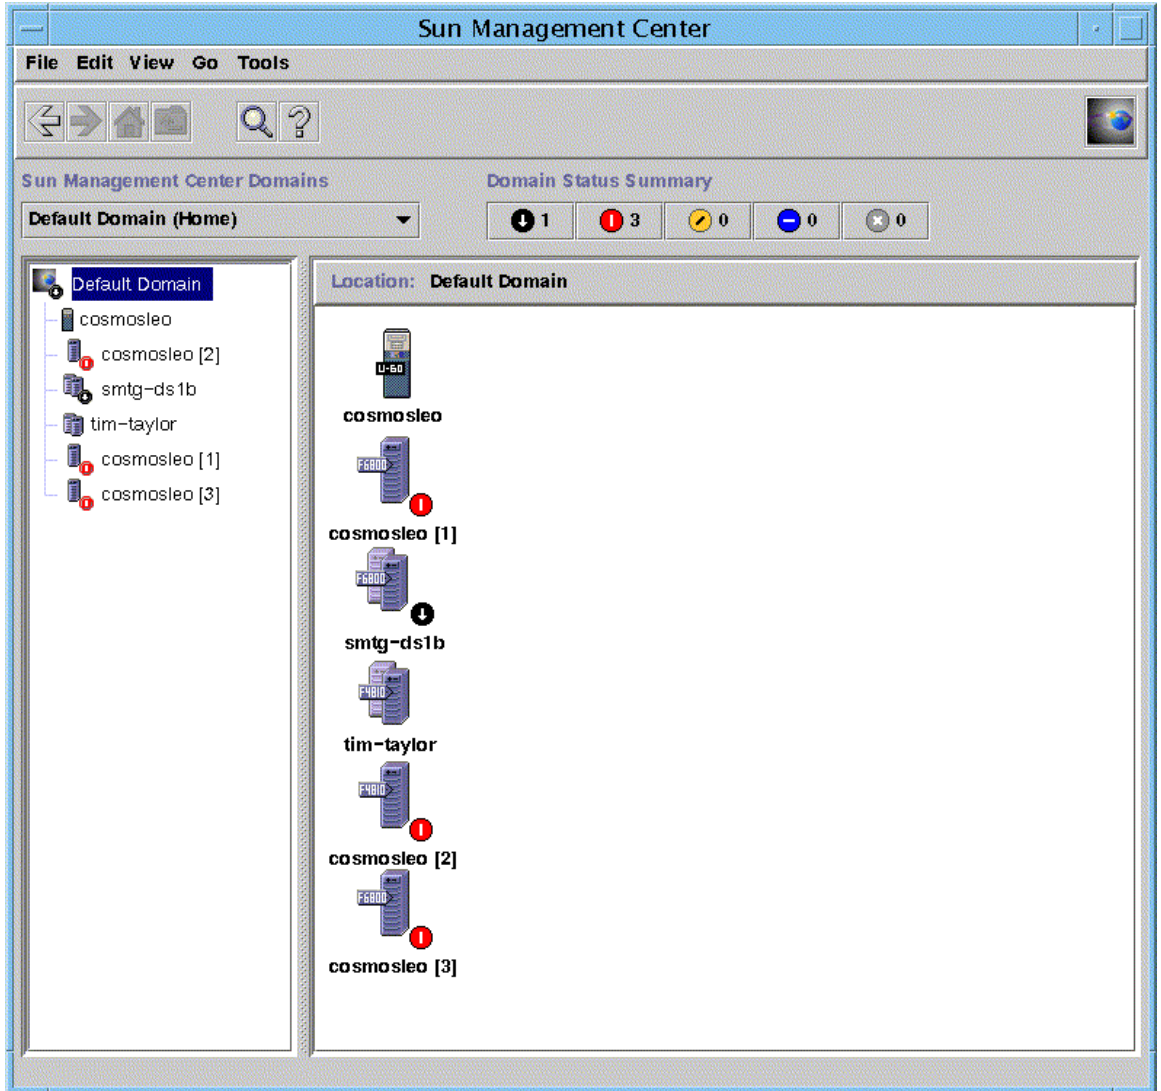 Sun Management Center
File Edit View Go Tools
Sun Management Center Domains
Domain Status Summary
Default Domain (Home)
1 3 0 0 0
Default Domain
cosmosleo
cosmosleo [2]
smtg-ds1b
tim-taylor
cosmosleo [1]
cosmosleo [3]
Location: Default Domain
U-60
cosmosleo
F6800
cosmosleo [1]
F6800
smtg-ds1b
F4810
tim-taylor
F4810
cosmosleo [2]
F6800
cosmosleo [3]